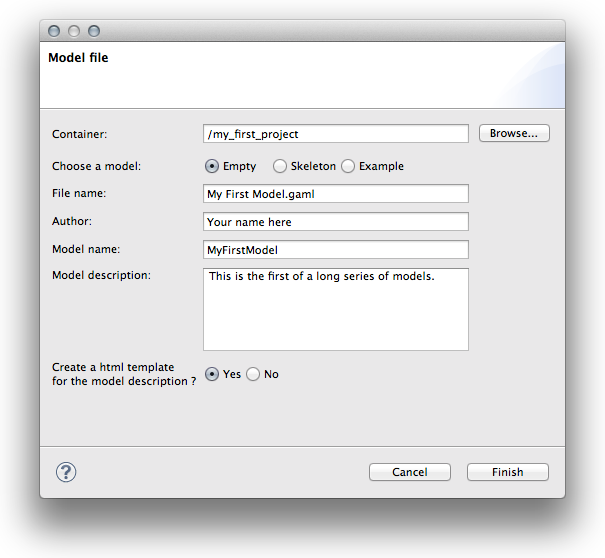 Model file
Container: /my_first_project Browse...
Choose a model: Empty Skeleton Example
File name: My First Model.gaml
Author: Your name here
Model name: MyFirstModel
Model description: This is the first of a long series of models.
Create a html template
for the model description ? Yes No
? Cancel Finish